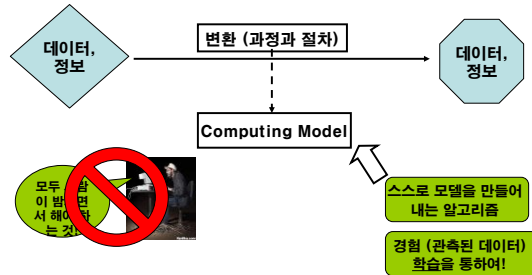 데이터,
정보
변환 (과정과 절차)
데이터,
정보
Computing Model
모두
이
서
는 것!
스스로 모델을 만들어
내는 알고리즘
경험 (관측된 데이터)
학습을 통하여!